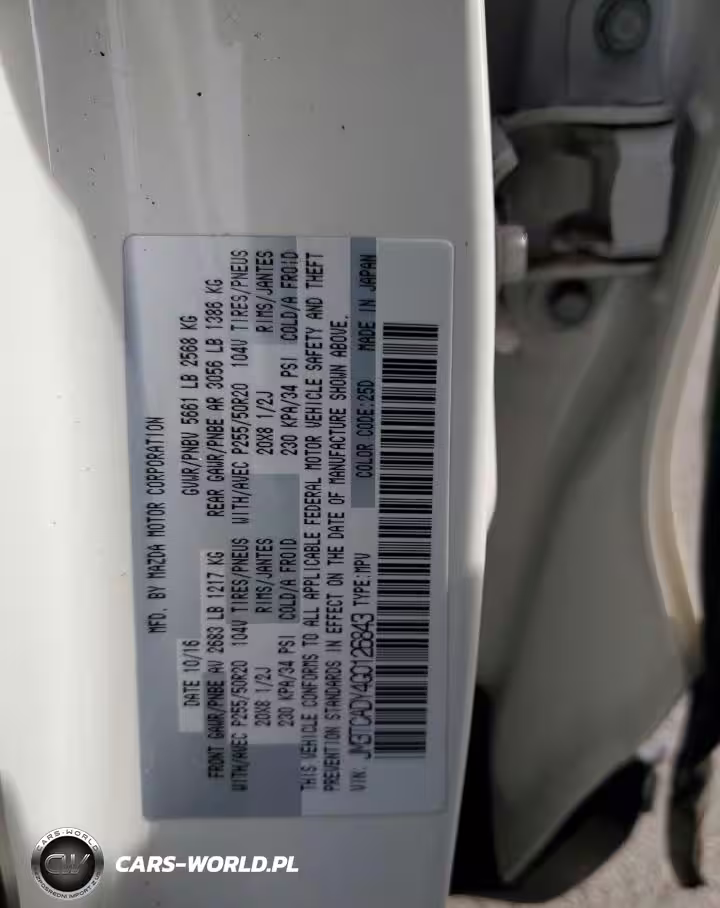 MFD. BY MAZDA MOTOR CORPORATION
DATE 10/16 GVWR/PNBV 5661 LB 2568 KG
FRONT GAWR/PNBE AV 2683 LB 1217 KG REAR GAWR/PNBE AR 3056 LB 1388 KG
WITH/AVEC P255/50R20 104V TIRES/PNEUS WITH/AVEC P255/50R20 104V TIRES/PNEUS
20X8 1/2J RIMS/JANTES 20X8 1/2J RIMS/JANTES
230 KPA/34 PSI COLD/A FROID 230 KPA/34 PSI COLD/A FROID
THIS VEHICLE CONFORMS TO ALL APPLICABLE FEDERAL MOTOR VEHICLE SAFETY AND THEFT
PREVENTION STANDARDS IN EFFECT ON THE DATE OF MANUFACTURE SHOWN ABOVE.
VIN: JM3TCADY4G0126843 TYPE:MPV COLOR CODE:25D MADE IN JAPAN
CARS-WORLD
CW
CARS-WORLD.PL